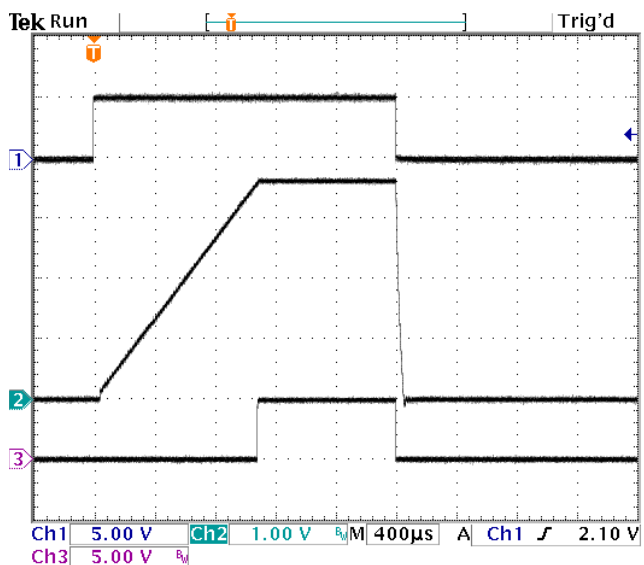 Tek Run Trig'd
T
T
1
2
3
Ch1 5.00 V Ch2 1.00 V BW M 400µs A Ch1 2.10 V
Ch3 5.00 V BW